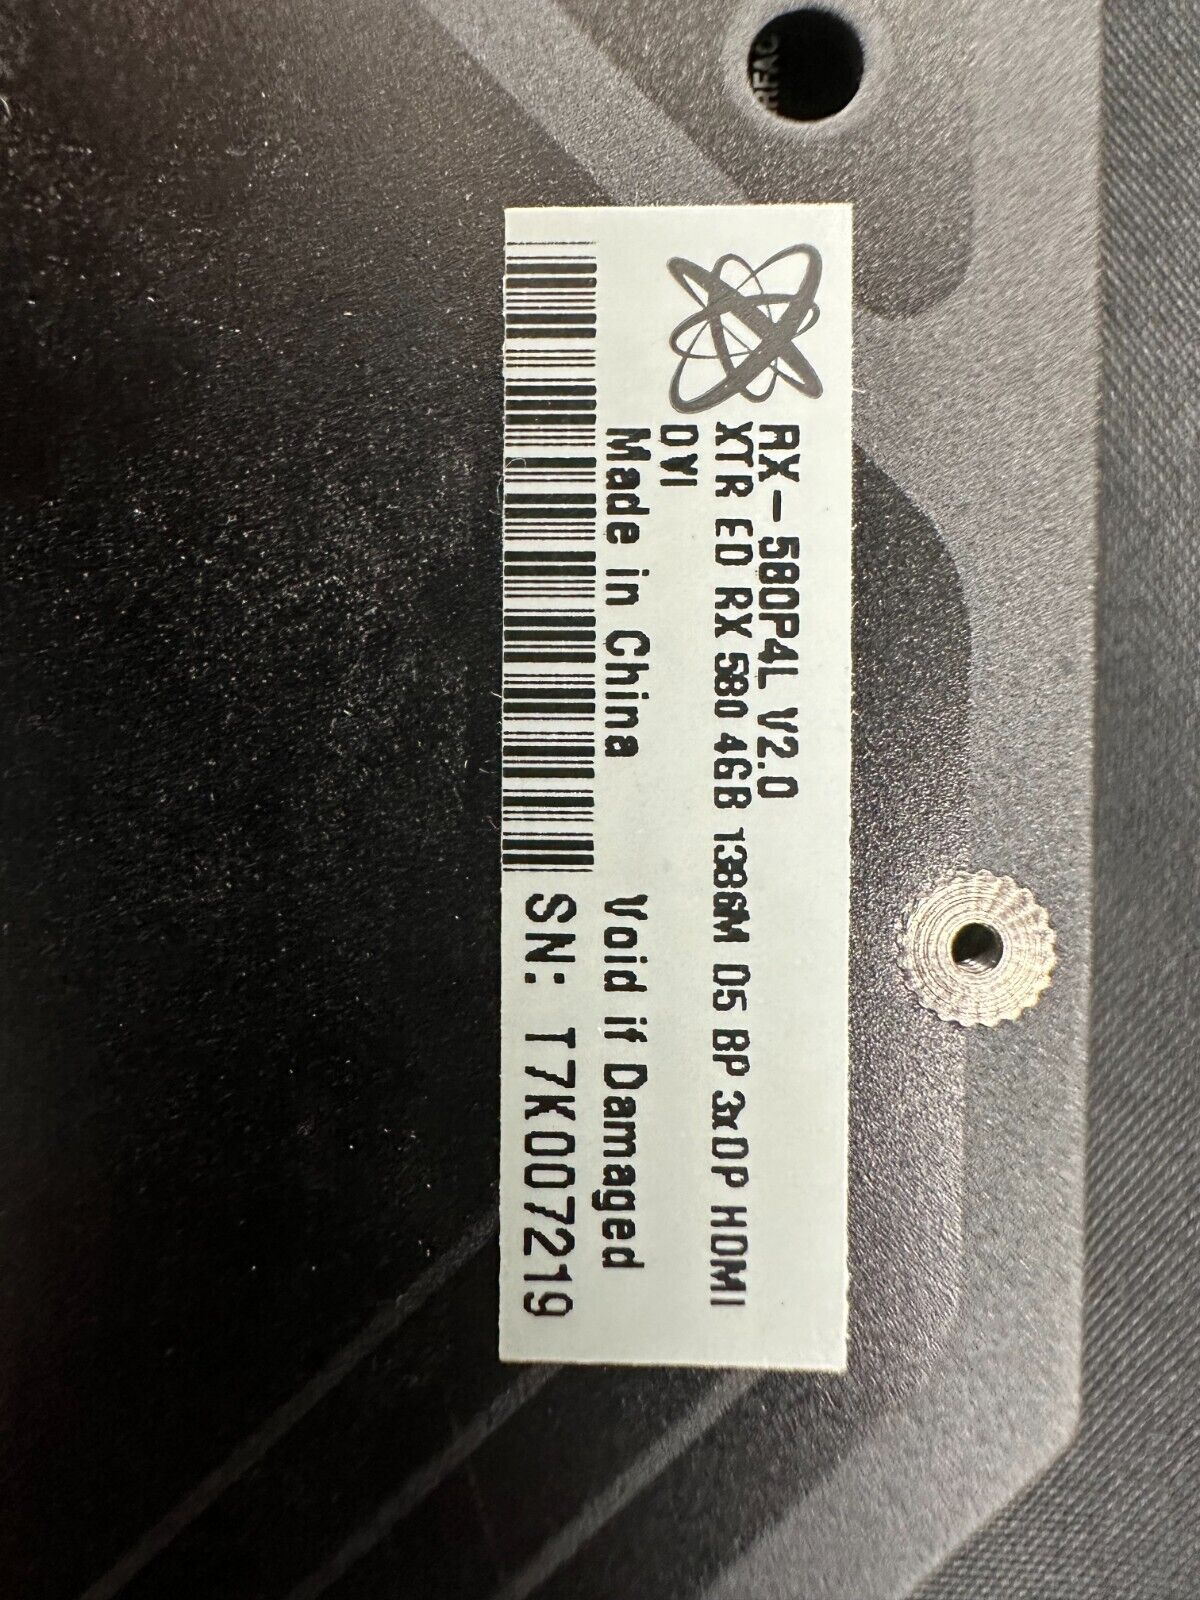 RX-580P4L V2.0
XTR ED RX 580 4GB 1386M D5 BP 3xDP HDMI
DVI
Made in China Void if Damaged
SN: T7K007219
RFAC